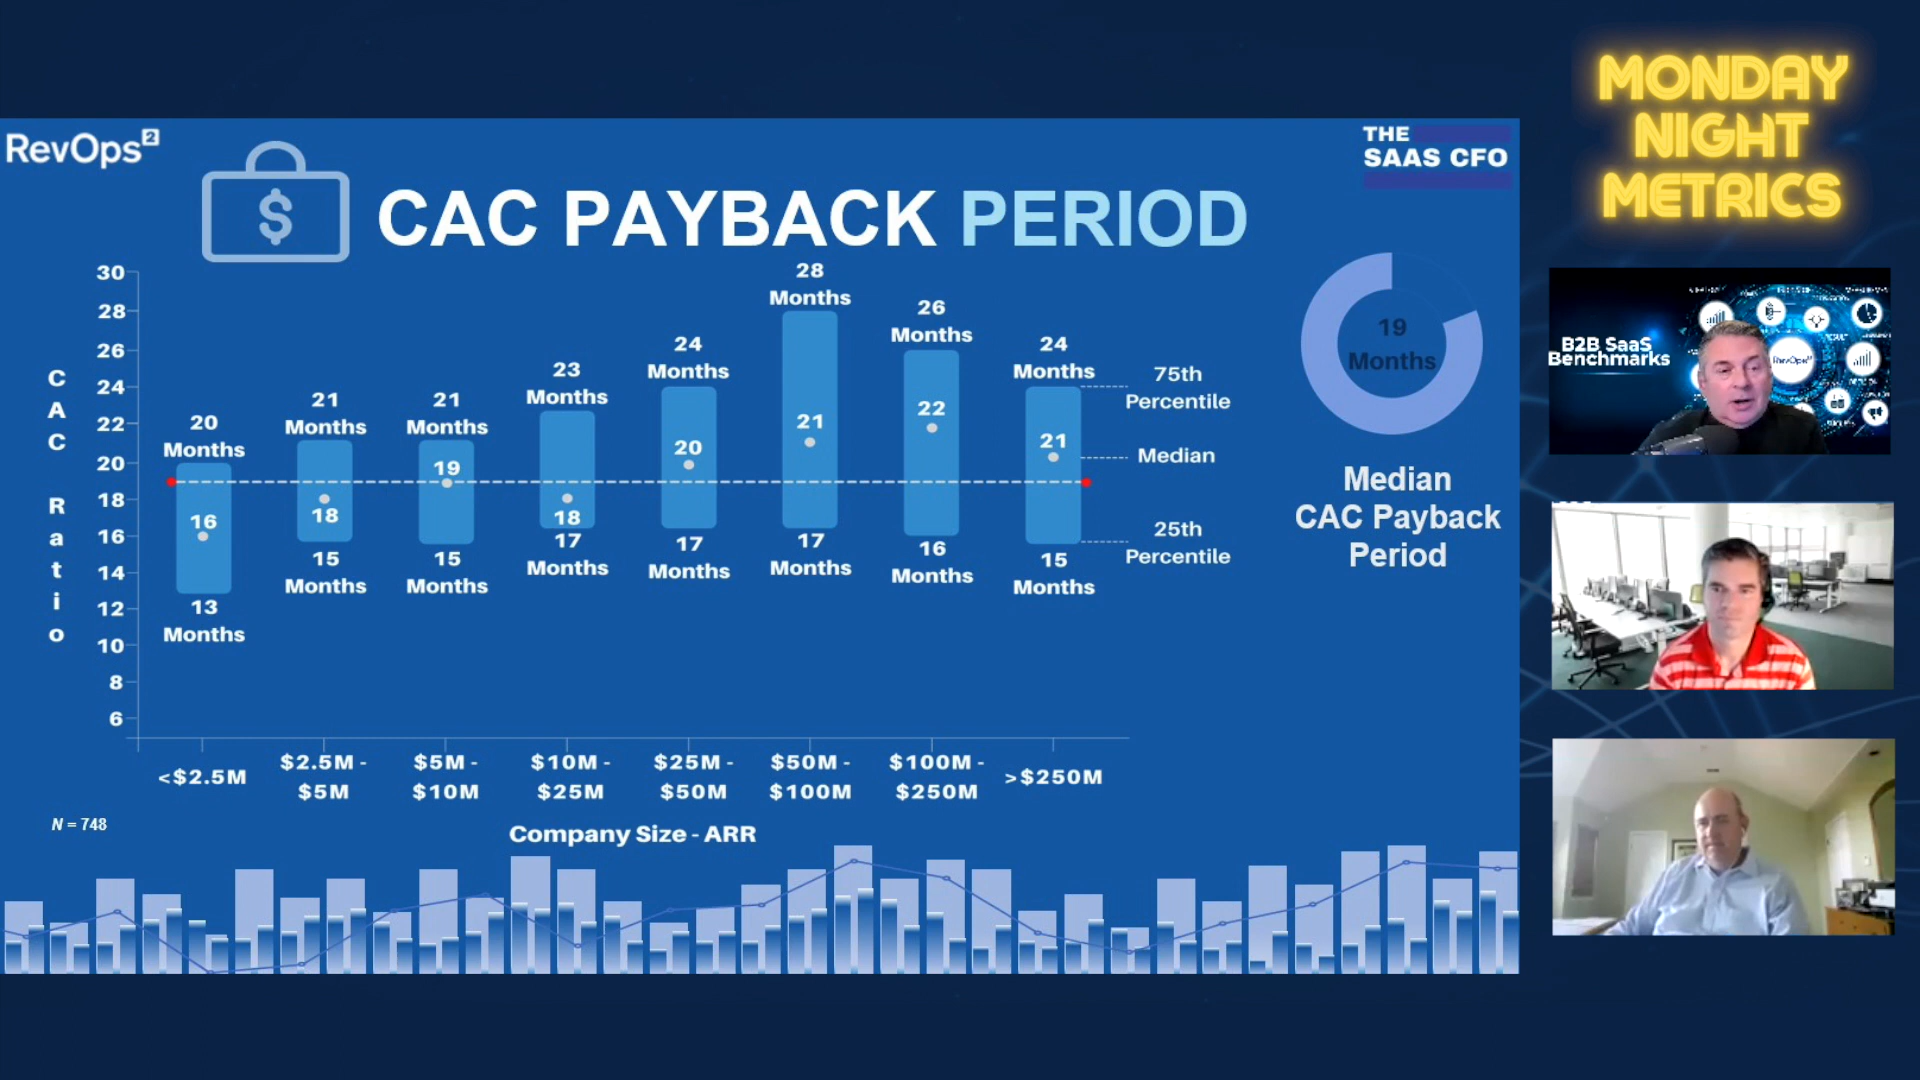 RevOps²
THE
SAAS CFO
CAC PAYBACK PERIOD
MONDAY
NIGHT
METRICS
CAC Ratio
30
28
26
24
22
20
18
16
14
12
10
8
6
20
Months
16
13
Months
21
Months
18
15
Months
21
Months
19
15
Months
23
Months
18
17
Months
24
Months
20
17
Months
28
Months
21
17
Months
26
Months
22
16
Months
24
Months
21
15
Months
75th
Percentile
Median
25th
Percentile
19
Months
Median
CAC Payback
Period
<$2.5M
$2.5M -
$5M
$5M -
$10M
$10M -
$25M
$25M -
$50M
$50M -
$100M
$100M -
$250M
>$250M
Company Size - ARR
N = 748
B2B SaaS
Benchmarks
RevOps²